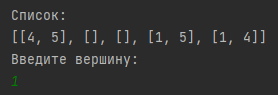 Список:
[[4, 5], [], [], [1, 5], [1, 4]]
Введите вершину:
1